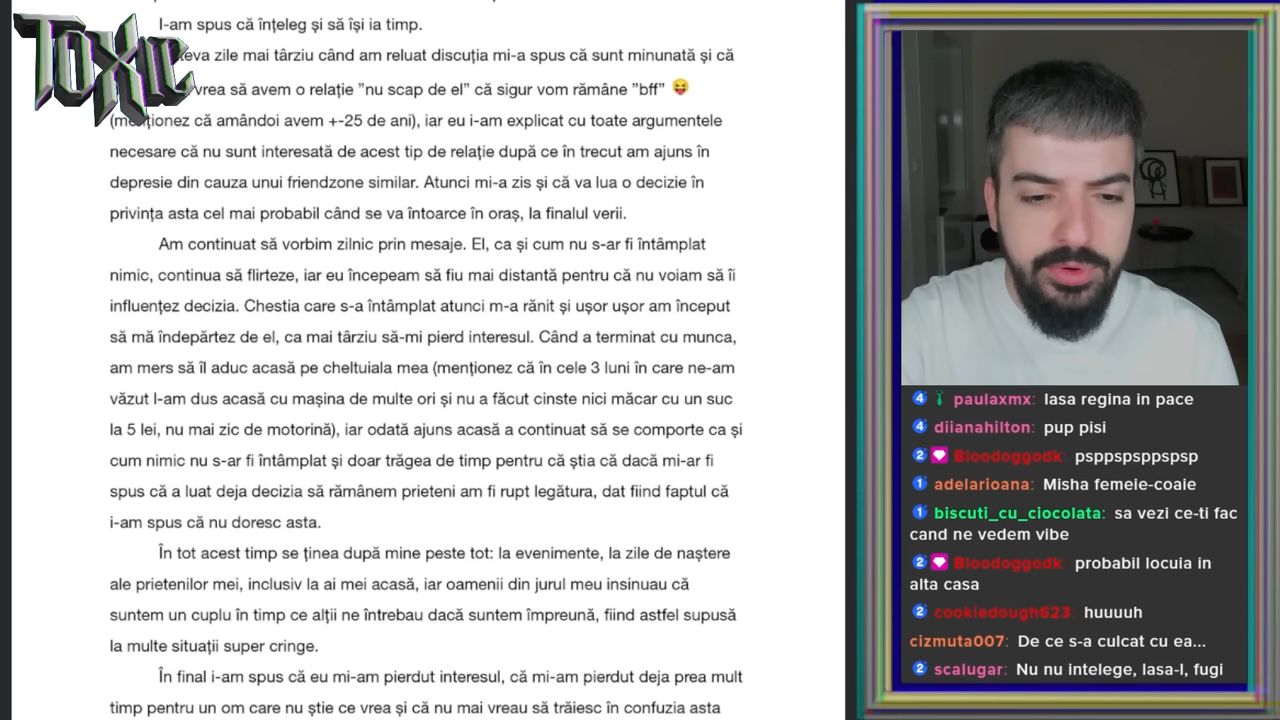 I-am spus că înțeleg și să își ia timp.
TOXIC
teva zile mai târziu când am reluat discuția mi-a spus că sunt minunată și că
vrea să avem o relație ”nu scap de el” că sigur vom rămâne ”bff” 😝
(menționez că amândoi avem +-25 de ani), iar eu i-am explicat cu toate argumentele
necesare că nu sunt interesată de acest tip de relație după ce în trecut am ajuns în
depresie din cauza unui friendzone similar. Atunci mi-a zis și că va lua o decizie în
privința asta cel mai probabil când se va întoarce în oraș, la finalul verii.
Am continuat să vorbim zilnic prin mesaje. El, ca și cum nu s-ar fi întâmplat
nimic, continua să flirteze, iar eu începeam să fiu mai distantă pentru că nu voiam să îi
influențez decizia. Chestia care s-a întâmplat atunci m-a rănit și ușor ușor am început
să mă îndepărtez de el, ca mai târziu să-mi pierd interesul. Când a terminat cu munca,
am mers să îl aduc acasă pe cheltuiala mea (menționez că în cele 3 luni în care ne-am
văzut l-am dus acasă cu mașina de multe ori și nu a făcut cinste nici măcar cu un suc
la 5 lei, nu mai zic de motorină), iar odată ajuns acasă a continuat să se comporte ca și
cum nimic nu s-ar fi întâmplat și doar trăgea de timp pentru că știa că dacă mi-ar fi
spus că a luat deja decizia să rămânem prieteni am fi rupt legătura, dat fiind faptul că
i-am spus că nu doresc asta.
În tot acest timp se ținea după mine peste tot: la evenimente, la zile de naștere
ale prietenilor mei, inclusiv la ai mei acasă, iar oamenii din jurul meu insinuau că
suntem un cuplu în timp ce alții ne întrebau dacă suntem împreună, fiind astfel supusă
la multe situații super cringe.
În final i-am spus că eu mi-am pierdut interesul, că mi-am pierdut deja prea mult
timp pentru un om care nu știe ce vrea și că nu mai vreau să trăiesc în confuzia asta
4 paulaxmx: lasa regina in pace
4 diianahilton: pup pisi
2 Bloodoggodk: psppspsppspsp
1 adelarioana: Misha femeie-coaie
1 biscuti_cu_ciocolata: sa vezi ce-ti fac
cand ne vedem vibe
2 Bloodoggodk: probabil locuia in
alta casa
2 cookiedough623: huuuuh
cizmuta007: De ce s-a culcat cu ea...
2 scalugar: Nu nu intelege, lasa-l, fugi